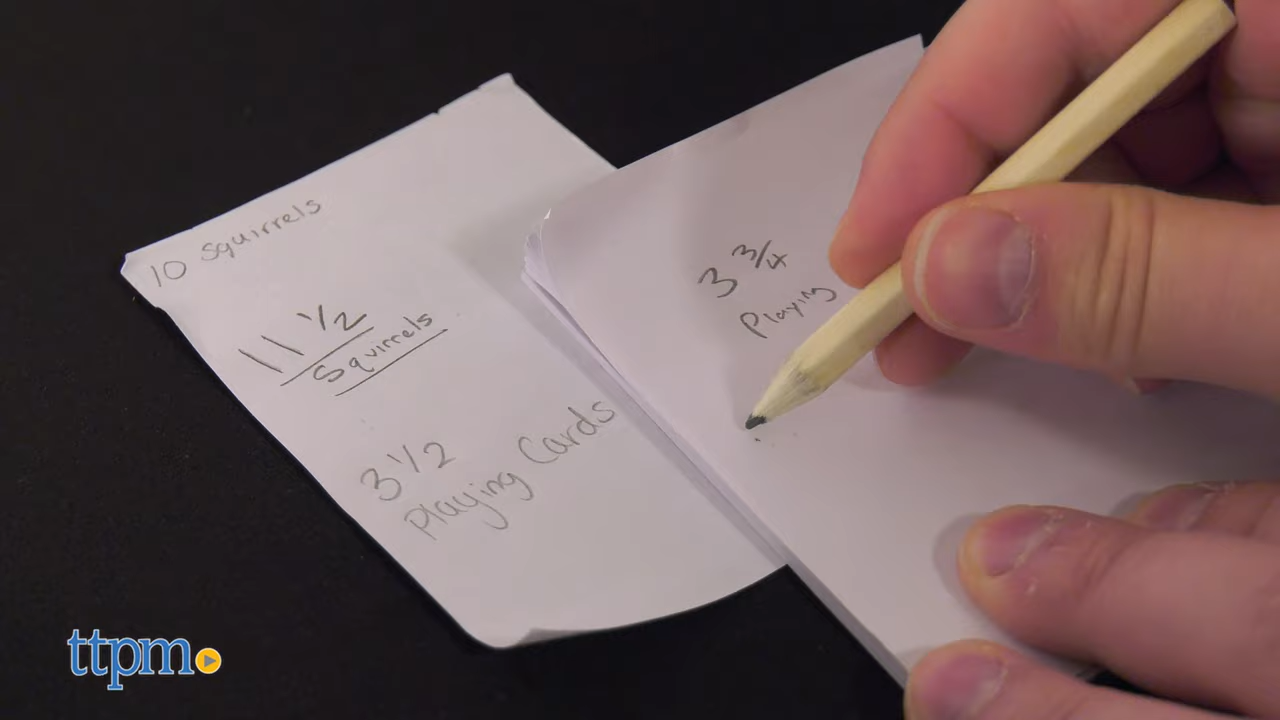 10 Squirrels
11 1/2
Squirrels
3 1/2
Playing Cards
3 3/4
Playing
ttpm